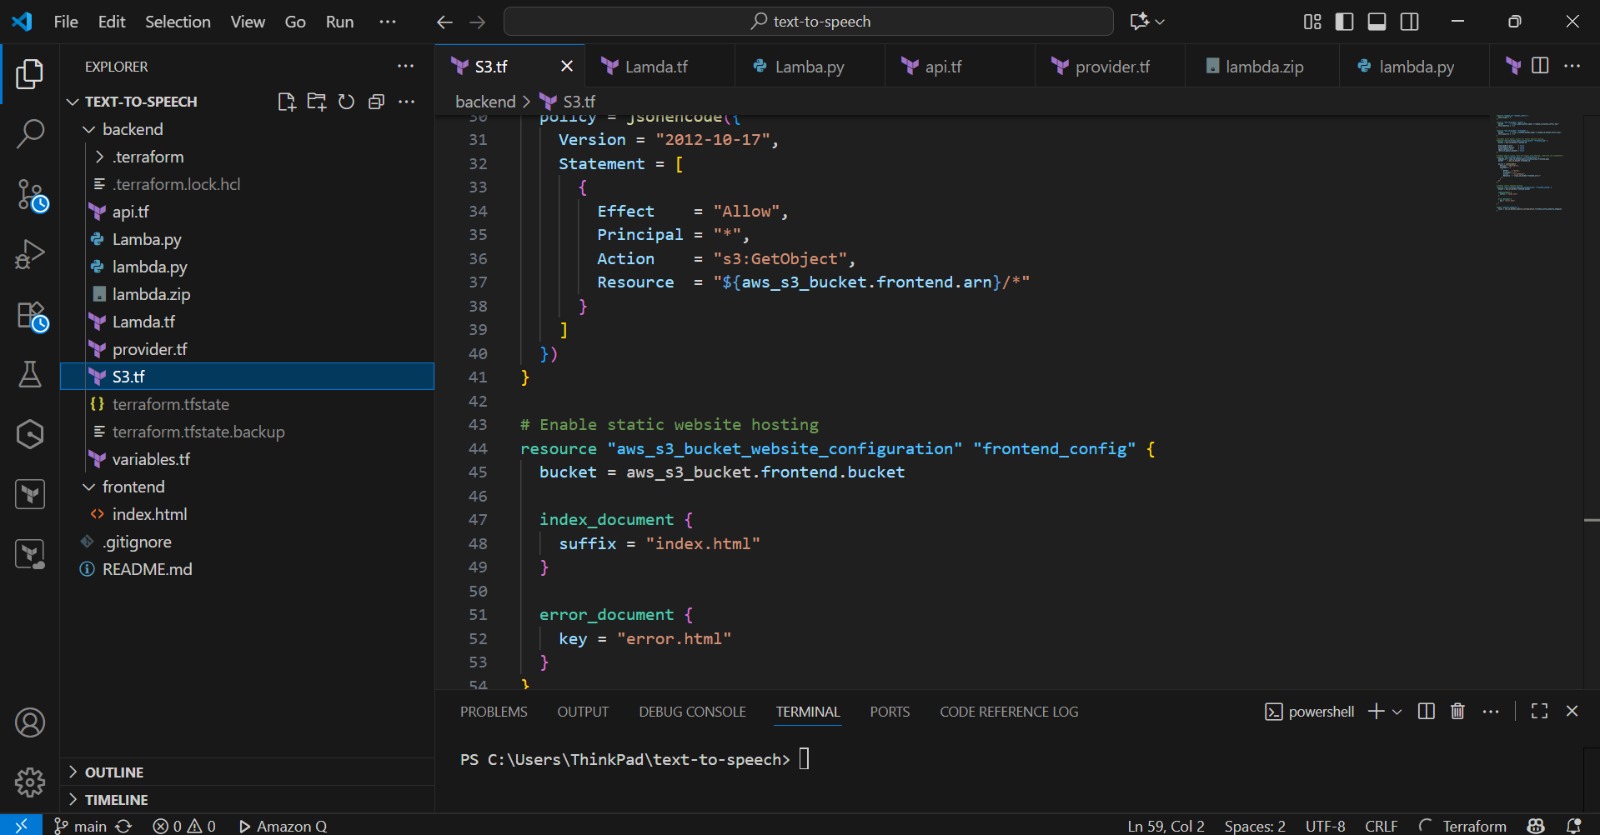 File Edit Selection View Go Run ···
text-to-speech
EXPLORER
TEXT-TO-SPEECH
backend
.terraform
.terraform.lock.hcl
api.tf
Lamba.py
lambda.py
lambda.zip
Lamda.tf
provider.tf
S3.tf
terraform.tfstate
terraform.tfstate.backup
variables.tf
frontend
index.html
.gitignore
README.md
OUTLINE
TIMELINE
S3.tf Lamda.tf Lamba.py api.tf provider.tf lambda.zip lambda.py
backend > S3.tf
30 policy = jsonencode({
31 Version = "2012-10-17",
32 Statement = [
33 {
34 Effect    = "Allow",
35 Principal = "*",
36 Action    = "s3:GetObject",
37 Resource  = "${aws_s3_bucket.frontend.arn}/*"
38 }
39 ]
40 })
41 }
42
43 # Enable static website hosting
44 resource "aws_s3_bucket_website_configuration" "frontend_config" {
45 bucket = aws_s3_bucket.frontend.bucket
46
47 index_document {
48 suffix = "index.html"
49 }
50
51 error_document {
52 key = "error.html"
53 }
54 }
PROBLEMS OUTPUT DEBUG CONSOLE TERMINAL PORTS CODE REFERENCE LOG
powershell
PS C:\Users\ThinkPad\text-to-speech>
main 0 0 Amazon Q Ln 59, Col 2 Spaces: 2 UTF-8 CRLF Terraform